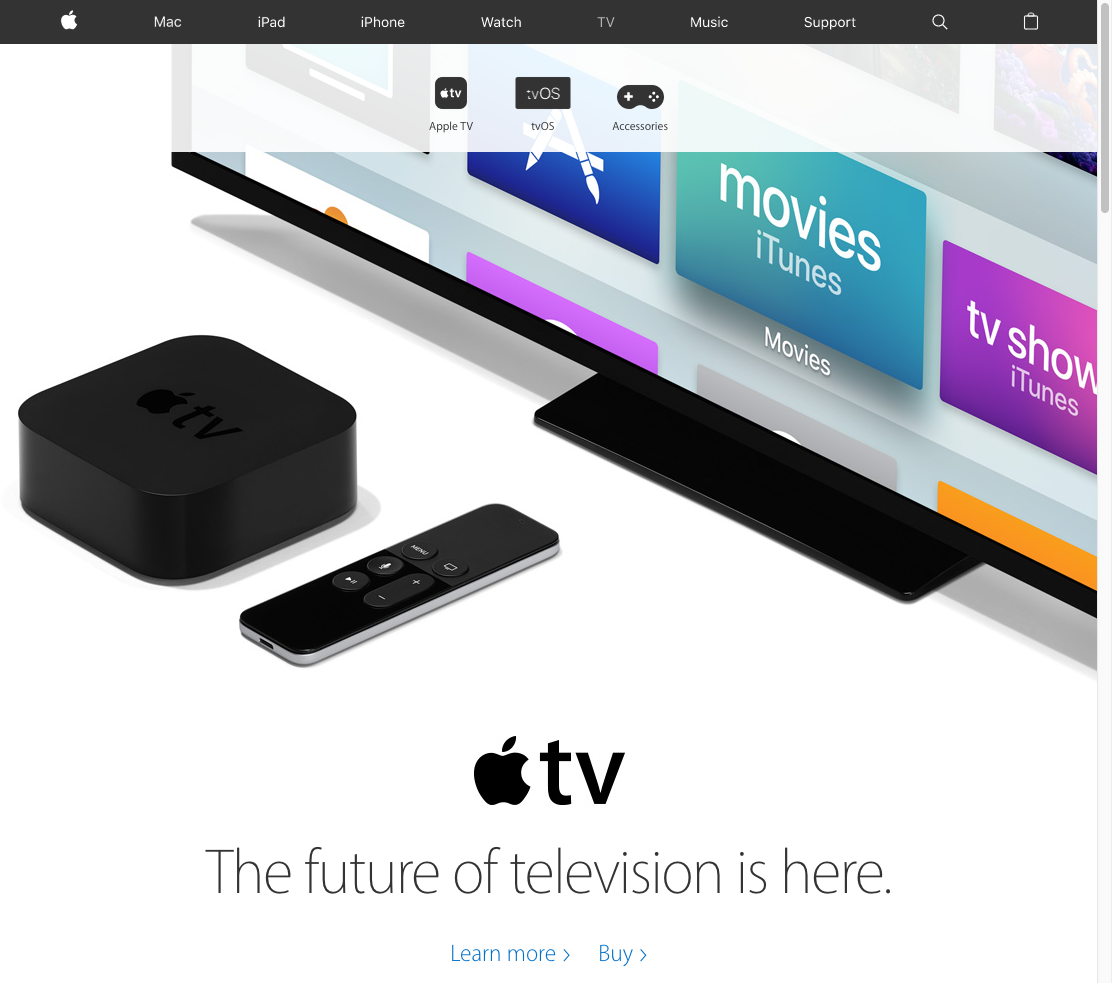 Mac iPad iPhone Watch TV Music Support
tv tvOS
Apple TV tvOS Accessories
movies
iTunes
Movies
tv show
iTunes
tv
MENU
tv
The future of television is here.
Learn more › Buy ›